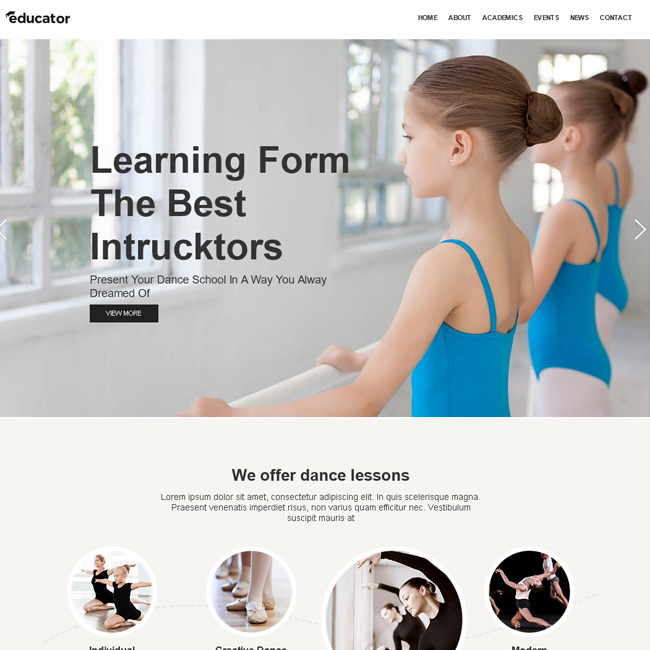 educator
HOME ABOUT ACADEMICS EVENTS NEWS CONTACT
Learning Form
The Best
Intrucktors
Present Your Dance School In A Way You Alway
Dreamed Of
VIEW MORE
We offer dance lessons
Lorem ipsum dolor sit amet, consectetur adipiscing elit. In quis scelerisque magna.
Praesent venenatis imperdiet risus, non varius quam efficitur nec. Vestibulum
suscipit mauris at
Individual
Creative Dance
Modern